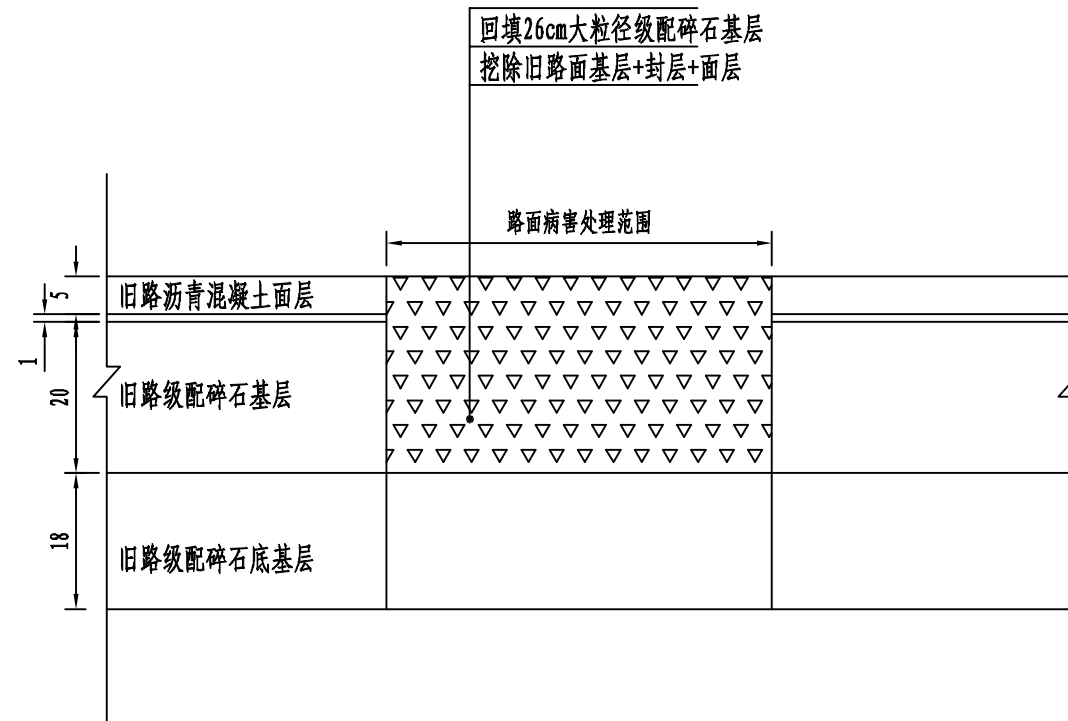 回填26cm大粒径级配碎石基层
挖除旧路面基层+封层+面层
路面病害处理范围
5
旧路沥青混凝土面层
1
20
旧路级配碎石基层
18
旧路级配碎石底基层